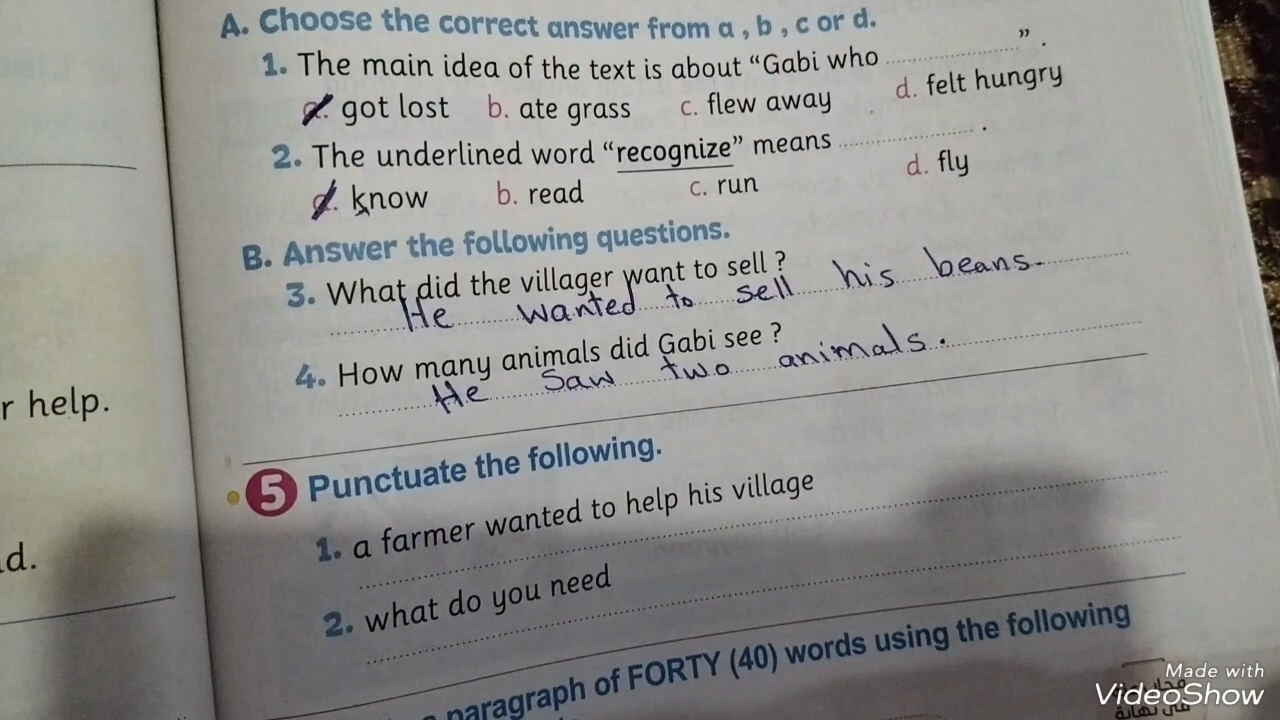 A. Choose the correct answer from a , b , c or d.
1. The main idea of the text is about “Gabi who ........................ ” .
a. got lost b. ate grass c. flew away d. felt hungry
2. The underlined word “recognize” means ........................ .
a. know b. read c. run d. fly
B. Answer the following questions.
3. What did the villager want to sell ?
He wanted to sell his beans.
4. How many animals did Gabi see ?
He saw two animals.
r help.
5 Punctuate the following.
1. a farmer wanted to help his village
d.
2. what do you need
paragraph of FORTY (40) words using the following
Made with
VideoShow